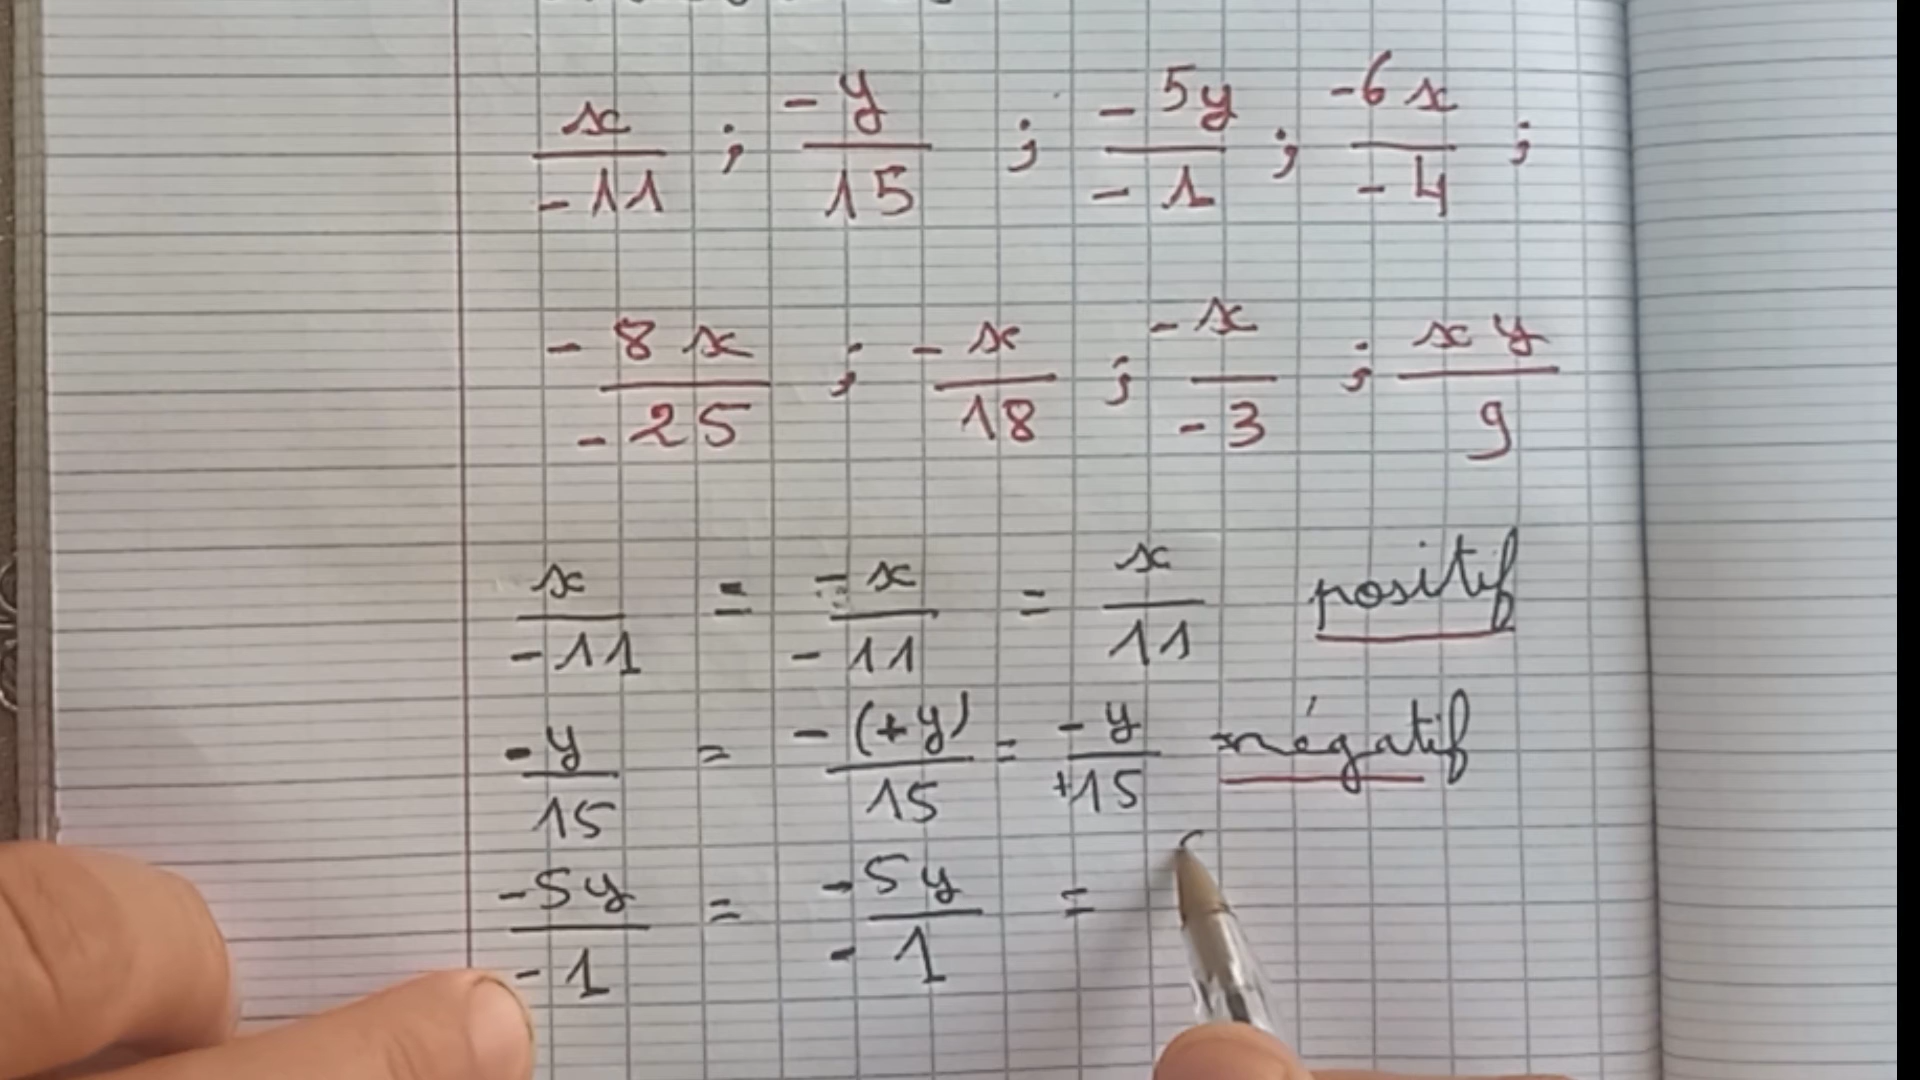 x/-11 ; -y/15 ; -5y/-1 ; -6x/-4 ;
-8x/-25 ; -x/18 ; -x/-3 ; xy/9
x/-11 = -x/-11 = x/11 positif
-y/15 = -(+y)/15 = -y/+15 négatif
-5y/-1 = -5y/-1 =